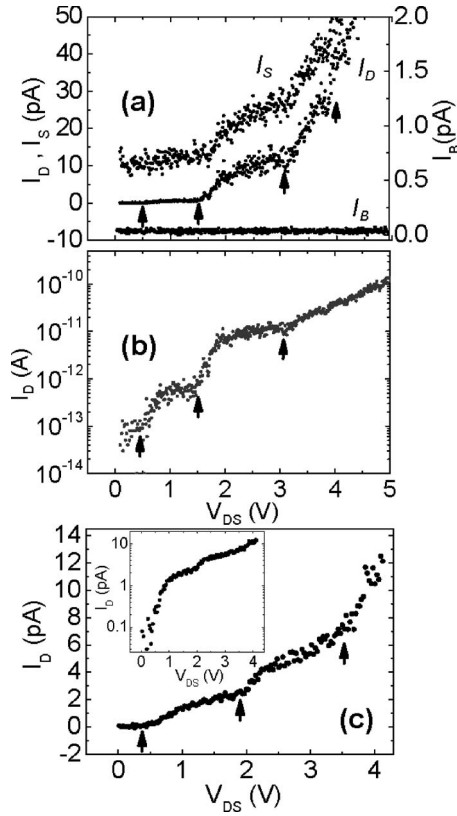 50
40
30
20
10
0
-10
I_D , I_S (pA)
(a)
I_S
I_D
I_B
2.0
1.5
1.0
0.5
0.0
I_B(pA)
10^-10
10^-11
10^-12
10^-13
10^-14
I_D (A)
(b)
0 1 2 3 4 5
V_DS (V)
14
12
10
8
6
4
2
0
-2
I_D (pA)
10
1
0.1
I_D (pA)
0 1 2 3 4
V_DS (V)
(c)
0 1 2 3 4
V_DS (V)